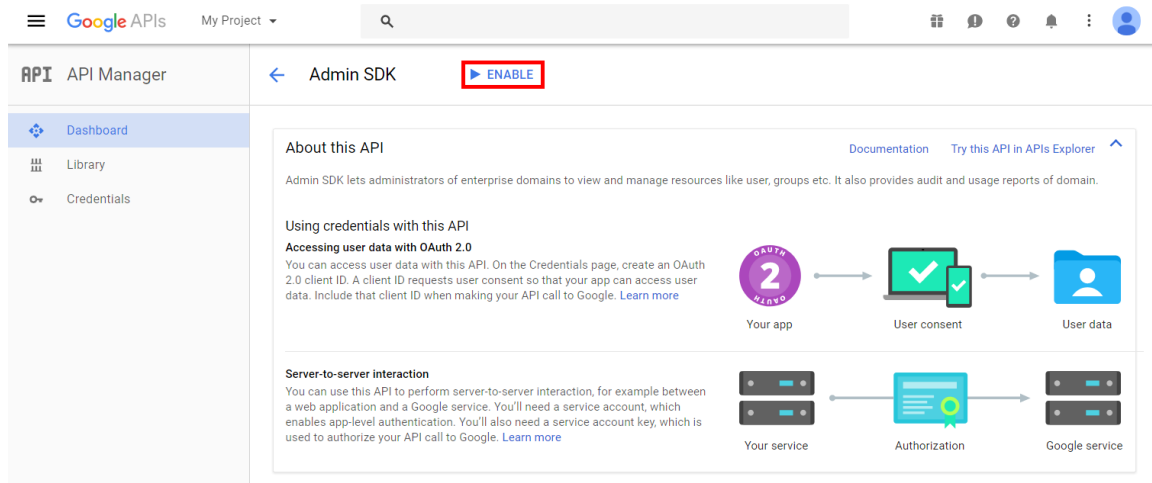 Google APIs My Project
API API Manager
Admin SDK ENABLE
Dashboard
Library
Credentials
About this API
Documentation Try this API in APIs Explorer
Admin SDK lets administrators of enterprise domains to view and manage resources like user, groups etc. It also provides audit and usage reports of domain.
Using credentials with this API
Accessing user data with OAuth 2.0
You can access user data with this API. On the Credentials page, create an OAuth
2.0 client ID. A client ID requests user consent so that your app can access user
data. Include that client ID when making your API call to Google. Learn more
OAUTH
2
OAUTH
Your app
User consent
User data
Server-to-server interaction
You can use this API to perform server-to-server interaction, for example between
a web application and a Google service. You'll need a service account, which
enables app-level authentication. You'll also need a service account key, which is
used to authorize your API call to Google. Learn more
Your service
Authorization
Google service